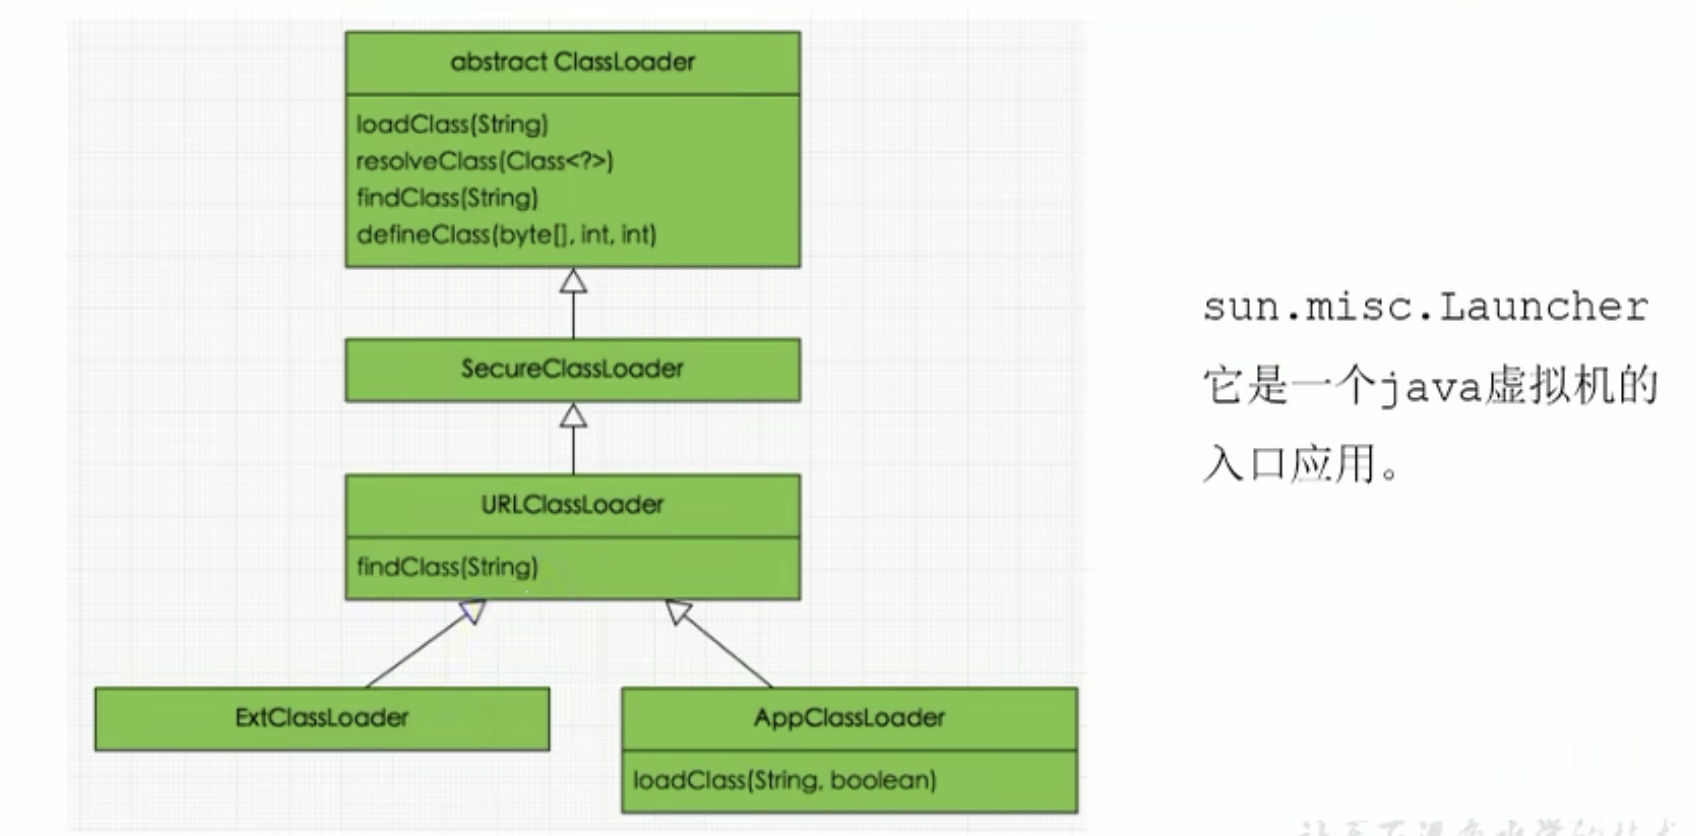 abstract ClassLoader
loadClass(String)
resolveClass(Class<?>)
findClass(String)
defineClass(byte[], int, int)
SecureClassLoader
URLClassLoader
findClass(String)
ExtClassLoader
AppClassLoader
loadClass(String, boolean)
sun.misc.Launcher
它是一个java虚拟机的
入口应用。